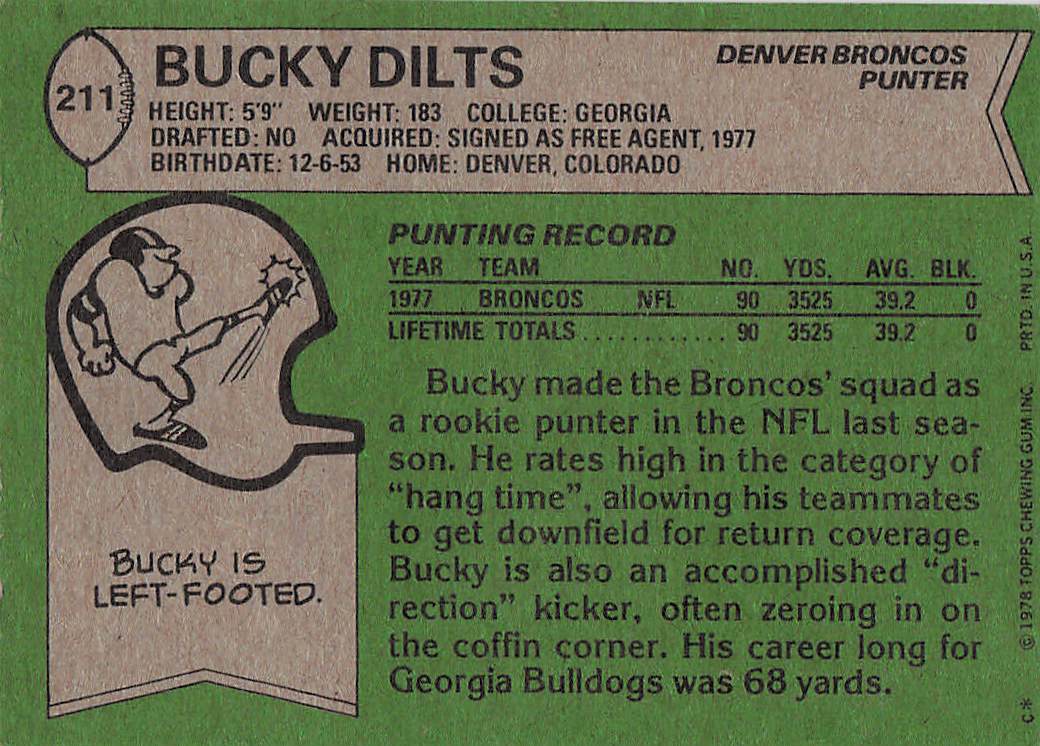 211
BUCKY DILTS
DENVER BRONCOS
PUNTER
HEIGHT: 5'9" WEIGHT: 183 COLLEGE: GEORGIA
DRAFTED: NO ACQUIRED: SIGNED AS FREE AGENT, 1977
BIRTHDATE: 12-6-53 HOME: DENVER, COLORADO
PUNTING RECORD
YEAR TEAM NO. YDS. AVG. BLK.
1977 BRONCOS NFL 90 3525 39.2 0
LIFETIME TOTALS............ 90 3525 39.2 0
Bucky made the Broncos' squad as
a rookie punter in the NFL last sea-
son. He rates high in the category of
"hang time", allowing his teammates
to get downfield for return coverage.
Bucky is also an accomplished "di-
rection" kicker, often zeroing in on
the coffin corner. His career long for
Georgia Bulldogs was 68 yards.
BUCKY IS
LEFT-FOOTED.
C.* © 1978 TOPPS CHEWING GUM INC. PRTD. IN U.S.A.